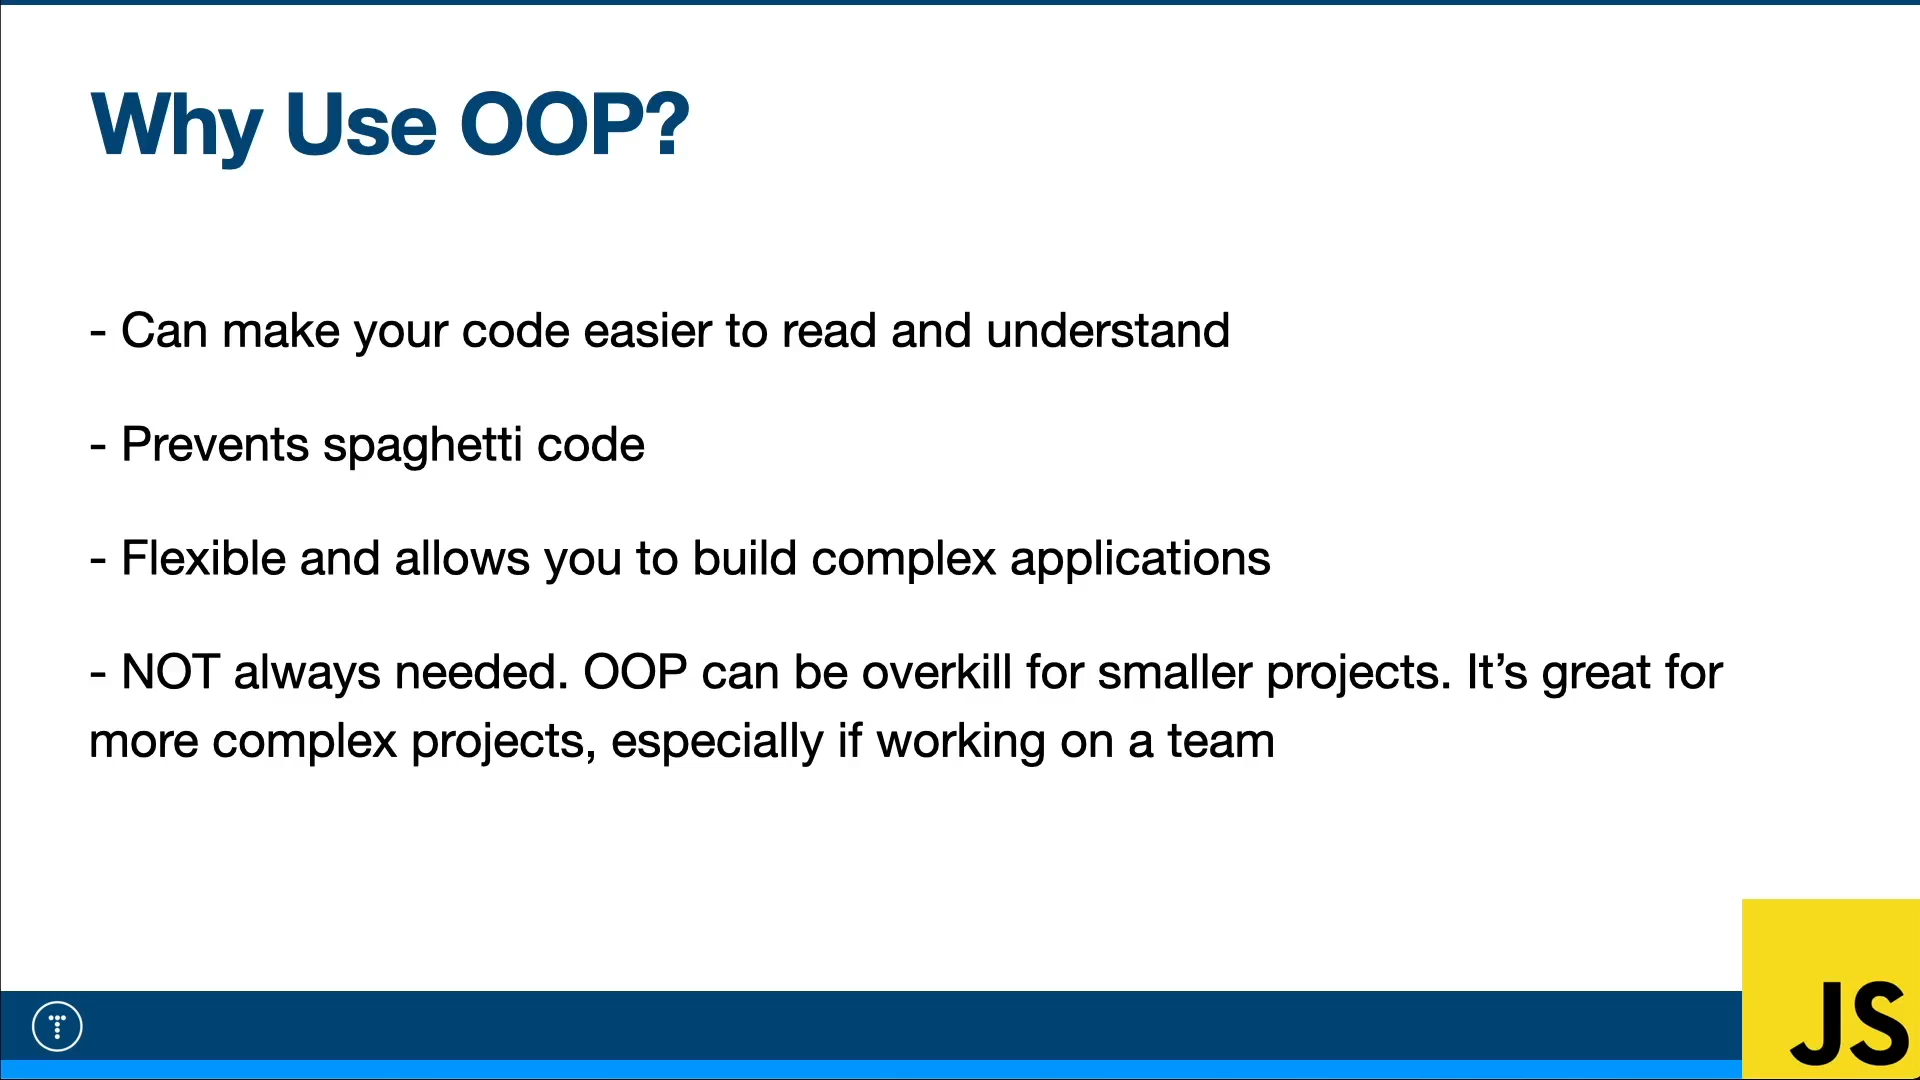 Why Use OOP?
- Can make your code easier to read and understand
- Prevents spaghetti code
- Flexible and allows you to build complex applications
- NOT always needed. OOP can be overkill for smaller projects. It’s great for
more complex projects, especially if working on a team
T
JS